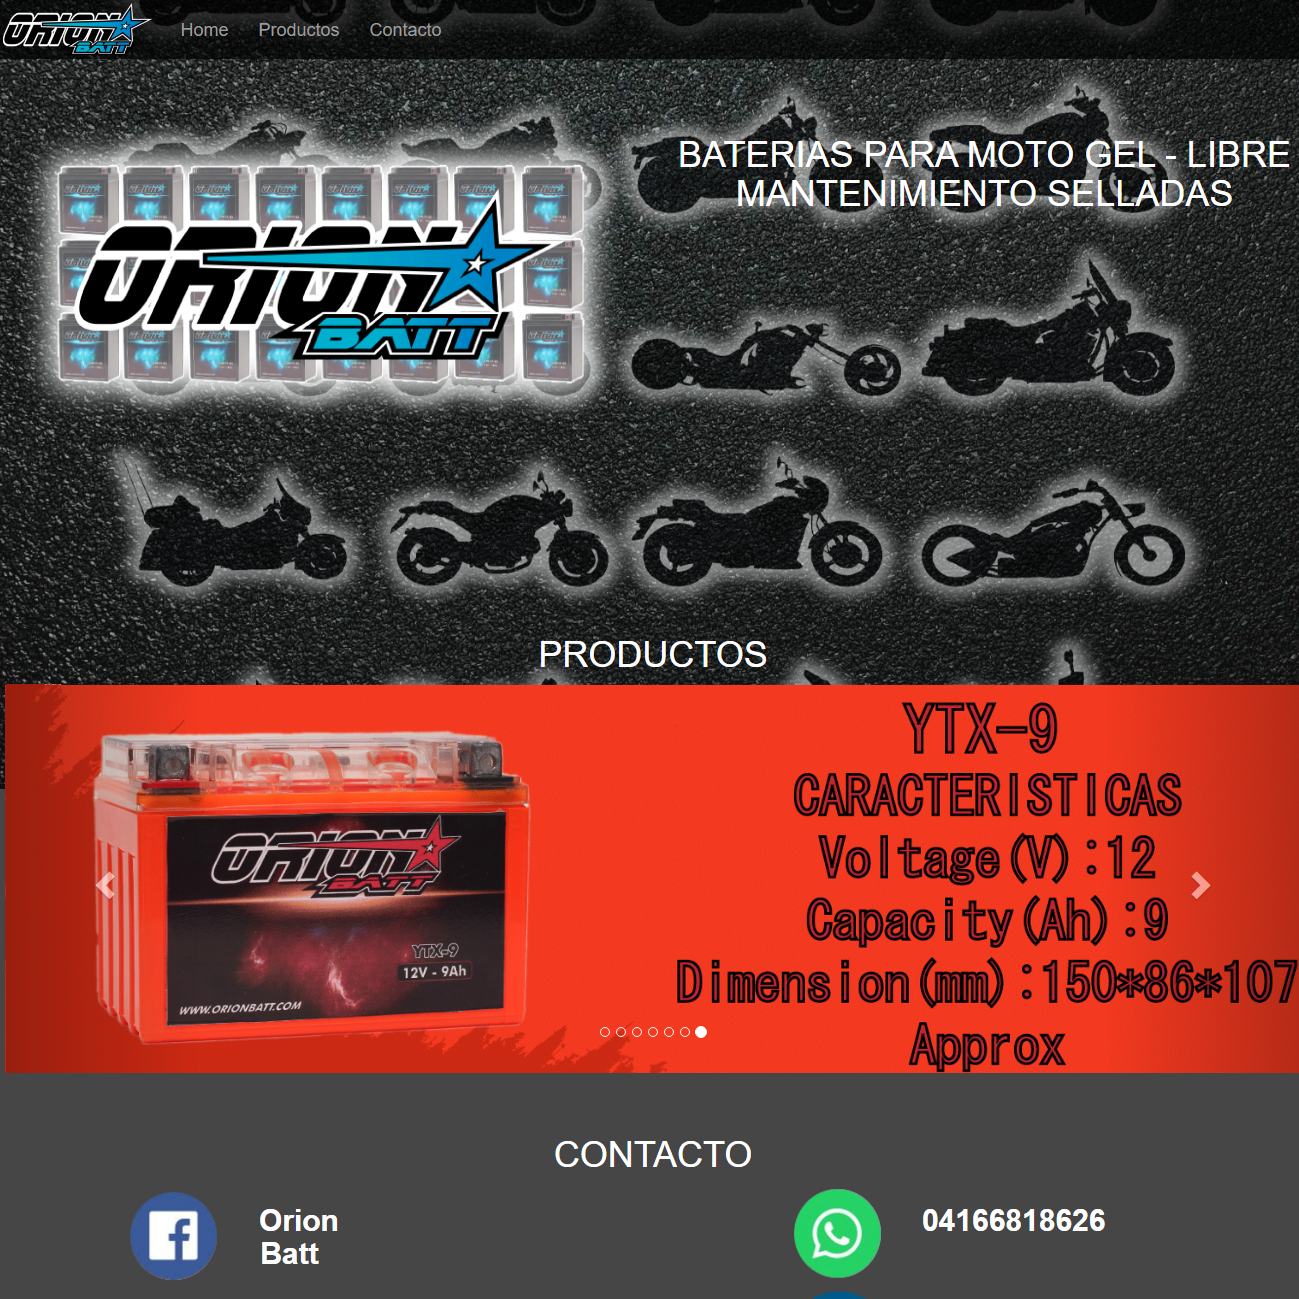 ORION
BATT
Home
Productos
Contacto
BATERIAS PARA MOTO GEL - LIBRE
MANTENIMIENTO SELLADAS
ORION
BATT
PRODUCTOS
ORION
BATT
YTX-9
12V - 9Ah
WWW.ORIONBATT.COM
YTX-9
CARACTERISTICAS
Voltage(V):12
Capacity(Ah):9
Dimension(mm):150*86*107
Approx
CONTACTO
Orion
Batt
04166818626